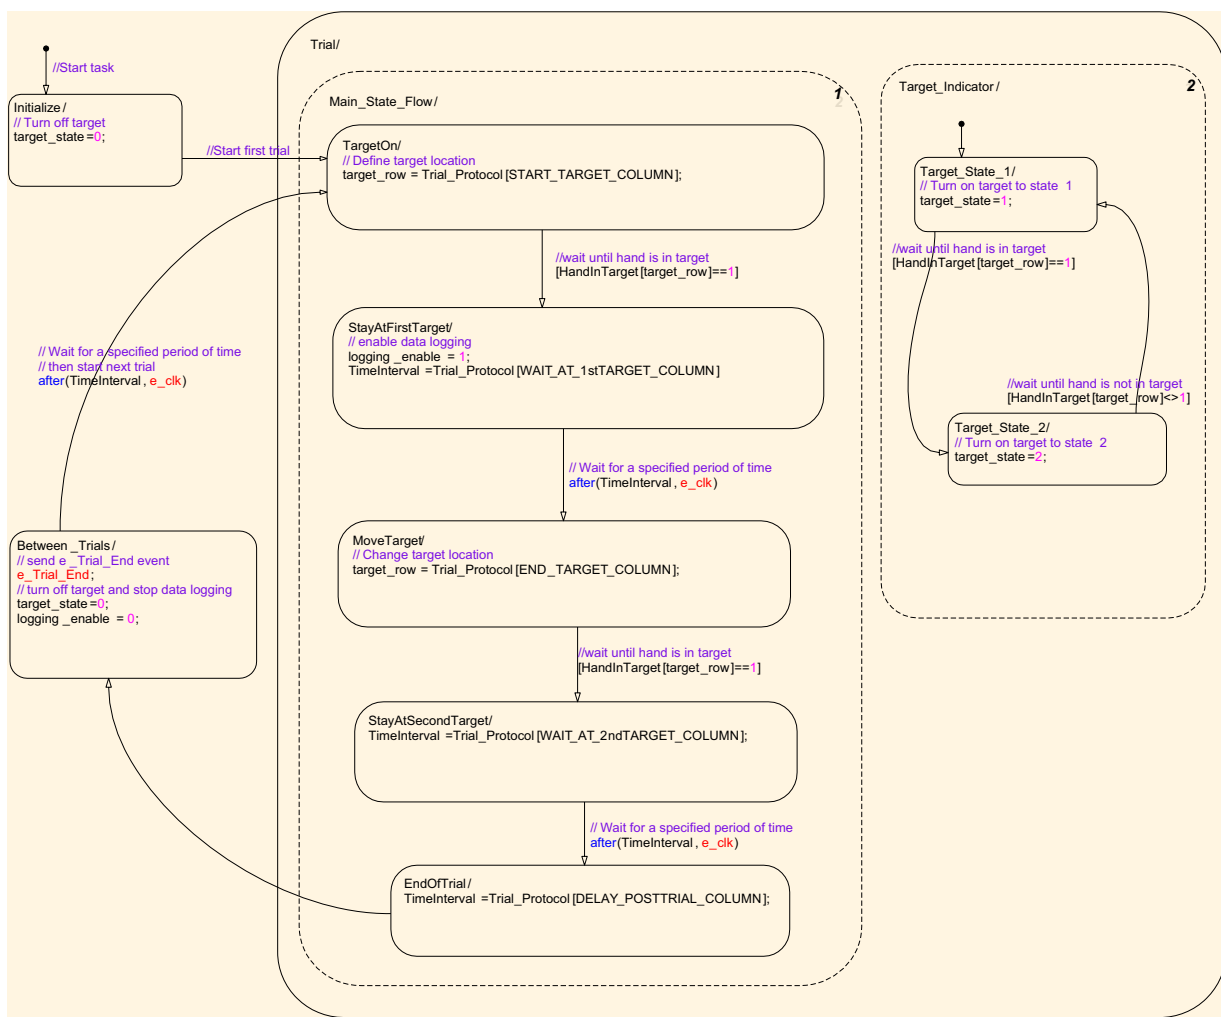 //Start task
Initialize/
// Turn off target
target_state=0;
//Start first trial
Trial/
Main_State_Flow/
1
2
TargetOn/
// Define target location
target_row = Trial_Protocol[START_TARGET_COLUMN];
//wait until hand is in target
[HandInTarget[target_row]==1]
StayAtFirstTarget/
// enable data logging
logging _enable = 1;
TimeInterval =Trial_Protocol[WAIT_AT_1stTARGET_COLUMN]
// Wait for a specified period of time
after(TimeInterval, e_clk)
MoveTarget/
// Change target location
target_row = Trial_Protocol[END_TARGET_COLUMN];
//wait until hand is in target
[HandInTarget[target_row]==1]
StayAtSecondTarget/
TimeInterval =Trial_Protocol[WAIT_AT_2ndTARGET_COLUMN];
// Wait for a specified period of time
after(TimeInterval, e_clk)
EndOfTrial/
TimeInterval =Trial_Protocol[DELAY_POSTTRIAL_COLUMN];
// Wait for a specified period of time
// then start next trial
after(TimeInterval, e_clk)
Between _Trials/
// send e _Trial_End event
e_Trial_End;
// turn off target and stop data logging
target_state=0;
logging _enable = 0;
Target_Indicator/
2
Target_State_1/
// Turn on target to state 1
target_state=1;
//wait until hand is in target
[HandInTarget[target_row]==1]
//wait until hand is not in target
[HandInTarget[target_row]<>1]
Target_State_2/
// Turn on target to state 2
target_state=2;